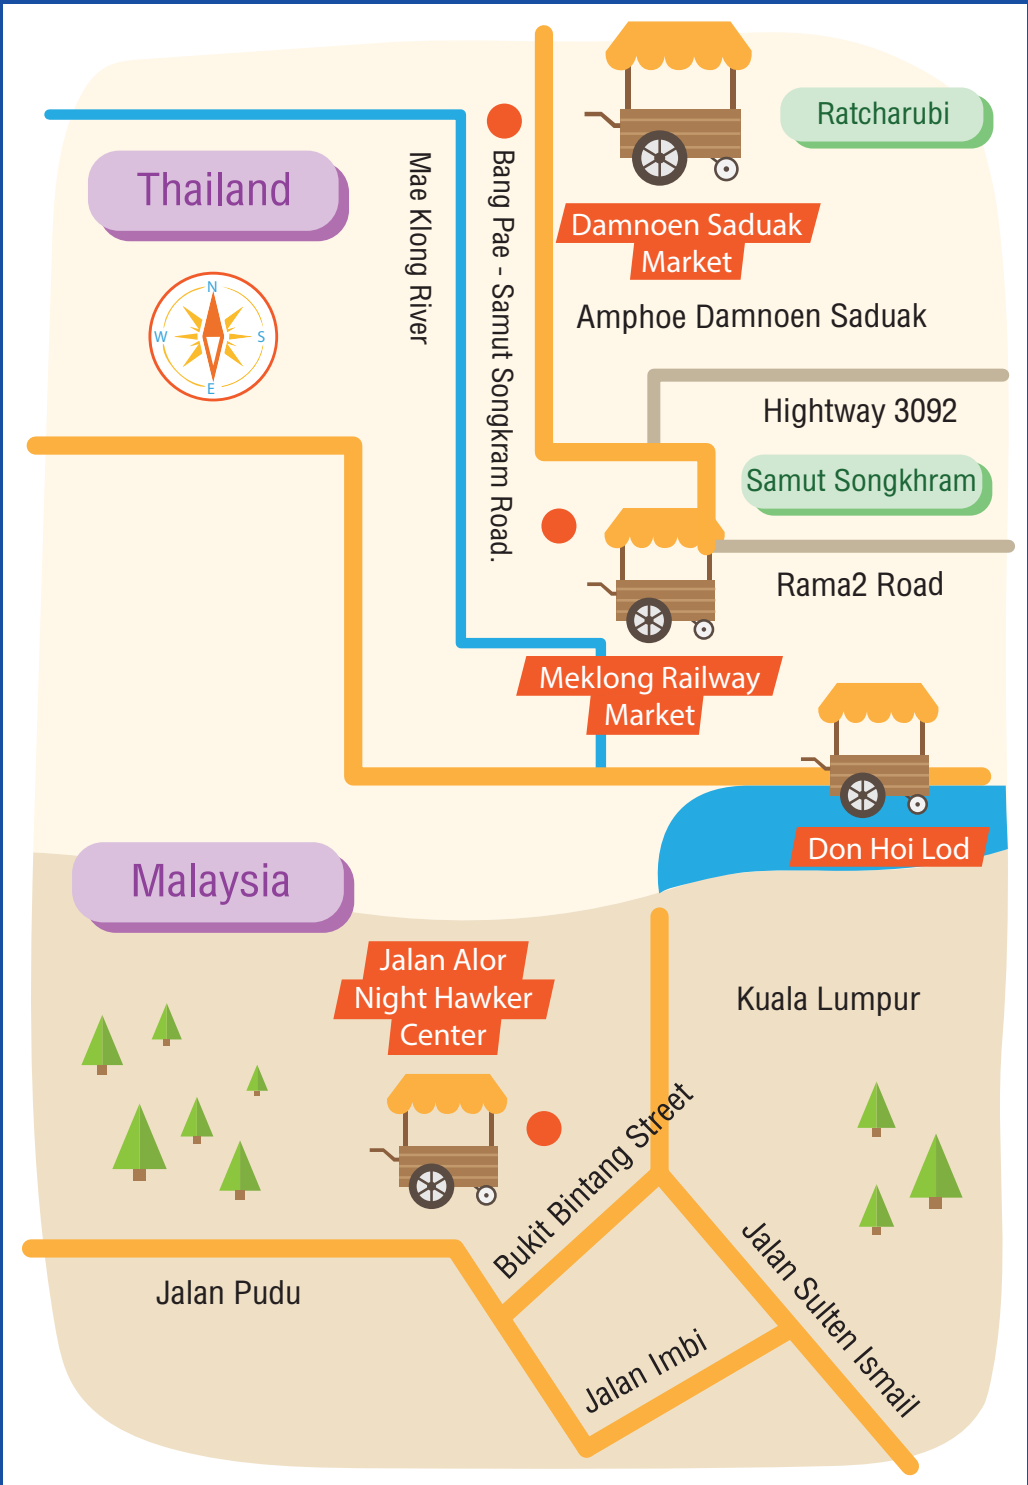 Ratcharubi
Thailand
Mae Klong River
Bang Pae - Samut Songkram Road.
Damnoen Saduak
Market
Amphoe Damnoen Saduak
N
W
S
E
Hightway 3092
Samut Songkhram
Rama2 Road
Meklong Railway
Market
Don Hoi Lod
Malaysia
Jalan Alor
Night Hawker
Center
Kuala Lumpur
Bukit Bintang Street
Jalan Sulten Ismail
Jalan Pudu
Jalan Imbi